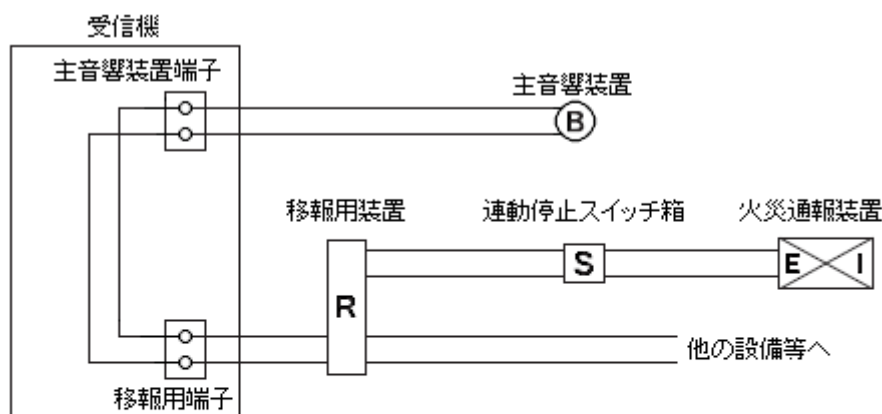 受信機
主音響装置端子
主音響装置
B
移報用装置
連動停止スイッチ箱
火災通報装置
S
E I
R
他の設備等へ
移報用端子